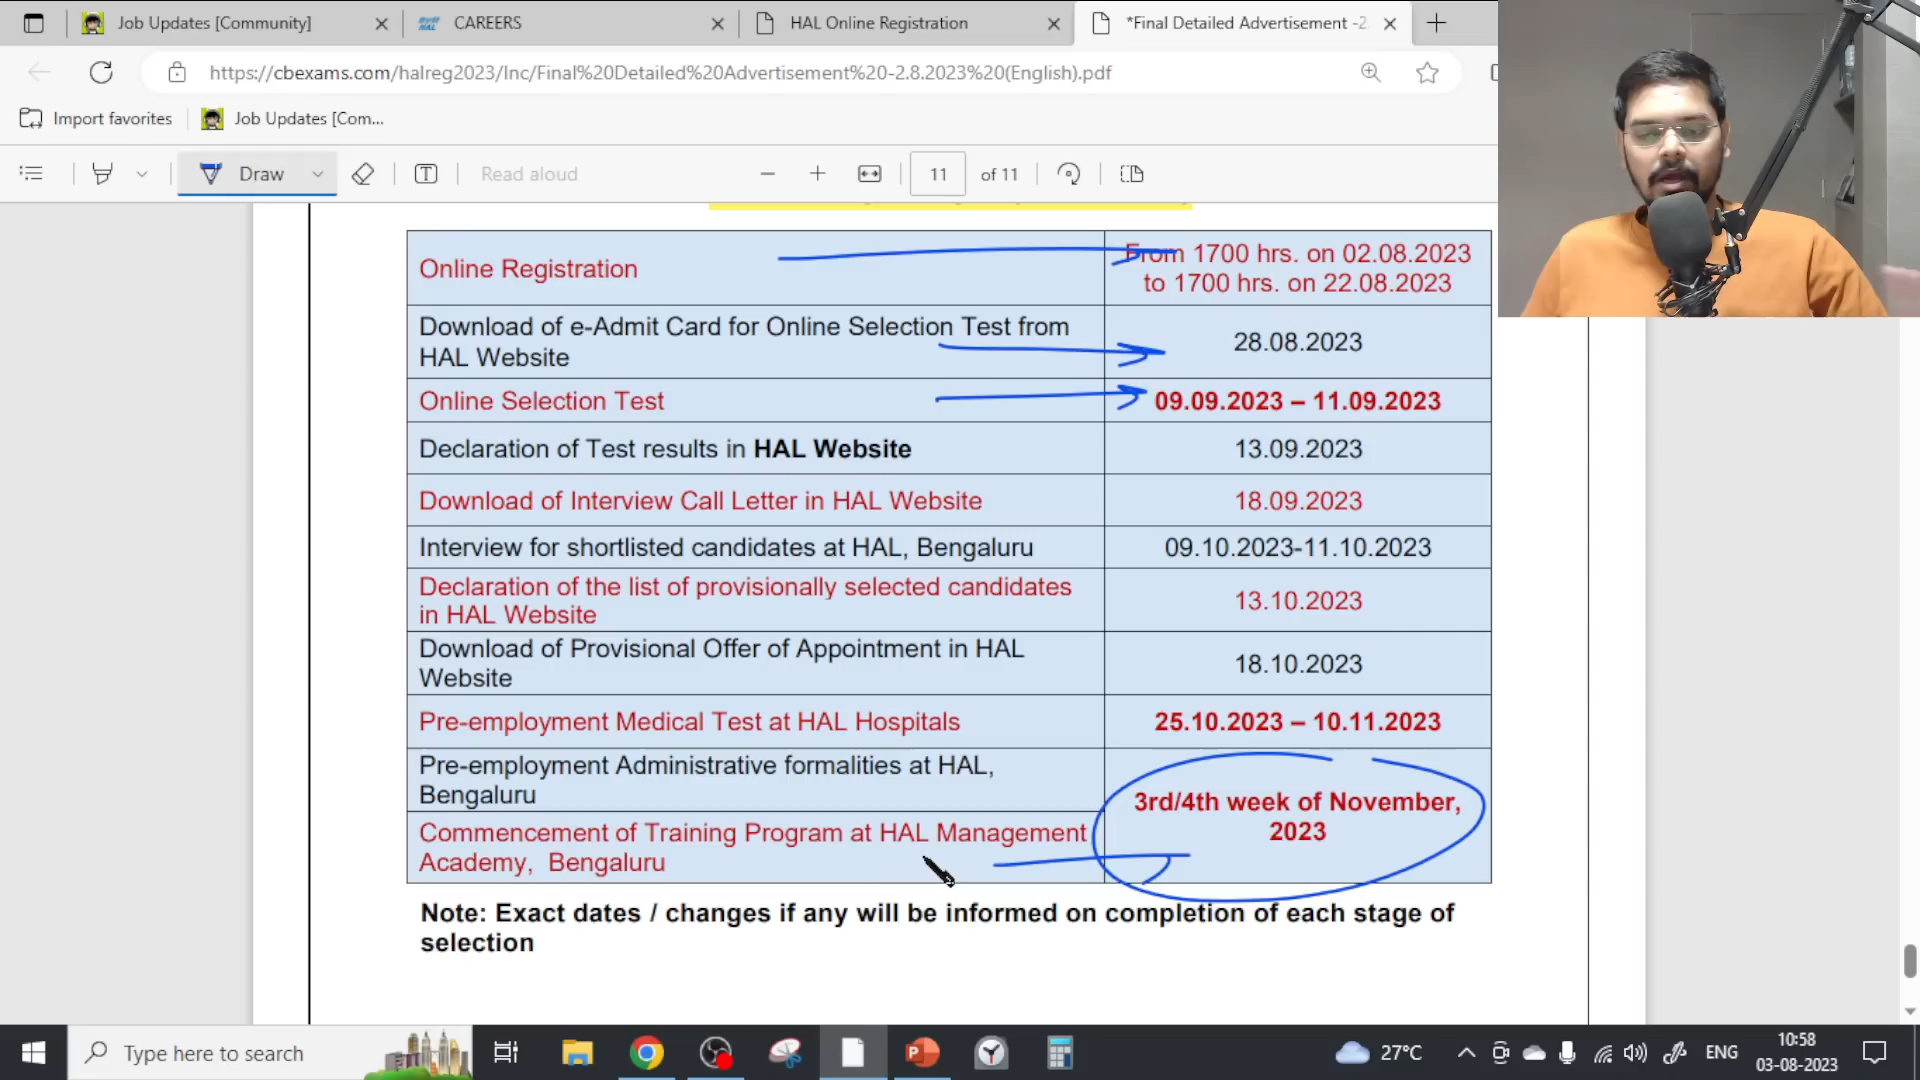 Job Updates [Community]
CAREERS
HAL Online Registration
*Final Detailed Advertisement -2
https://cbexams.com/halreg2023/Inc/Final%20Detailed%20Advertisement%20-2.8.2023%20(English).pdf
Import favorites
Job Updates [Com...
Draw
Read aloud
11
of 11
Online Registration
From 1700 hrs. on 02.08.2023
to 1700 hrs. on 22.08.2023
Download of e-Admit Card for Online Selection Test from
HAL Website
28.08.2023
Online Selection Test
09.09.2023 – 11.09.2023
Declaration of Test results in HAL Website
13.09.2023
Download of Interview Call Letter in HAL Website
18.09.2023
Interview for shortlisted candidates at HAL, Bengaluru
09.10.2023-11.10.2023
Declaration of the list of provisionally selected candidates
in HAL Website
13.10.2023
Download of Provisional Offer of Appointment in HAL
Website
18.10.2023
Pre-employment Medical Test at HAL Hospitals
25.10.2023 – 10.11.2023
Pre-employment Administrative formalities at HAL,
Bengaluru
3rd/4th week of November,
2023
Commencement of Training Program at HAL Management
Academy, Bengaluru
Note: Exact dates / changes if any will be informed on completion of each stage of
selection
Type here to search
27°C
ENG
10:58
03-08-2023